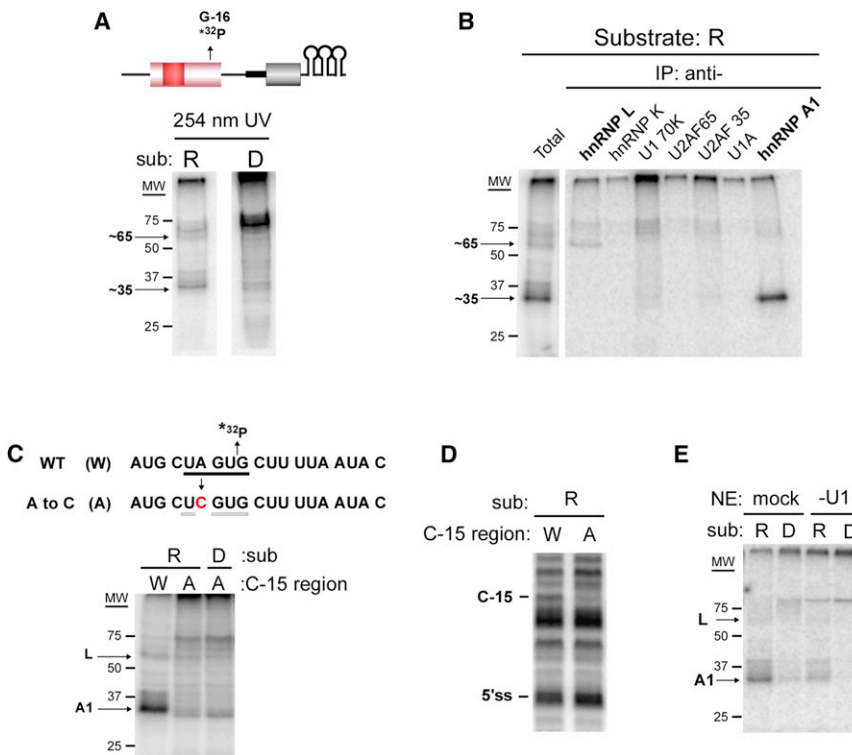 A
G-16
*32P
254 nm UV
sub: R D
MW
75
~65
50
37
~35
25
B
Substrate: R
IP: anti-
Total
hnRNP L
hnRNP K
U1 70K
U2AF65
U2AF 35
U1A
hnRNP A1
MW
75
~65
50
37
~35
25
C
*32P
WT (W) AUG CUA GUG CUU UUA AUA C
A to C (A) AUG CUC GUG CUU UUA AUA C
R D :sub
W A A :C-15 region
MW
75
L
50
37
A1
25
D
sub: R
C-15 region: W A
C-15
5'ss
E
NE: mock -U1
sub: R D R D
MW
75
L
50
37
A1
25